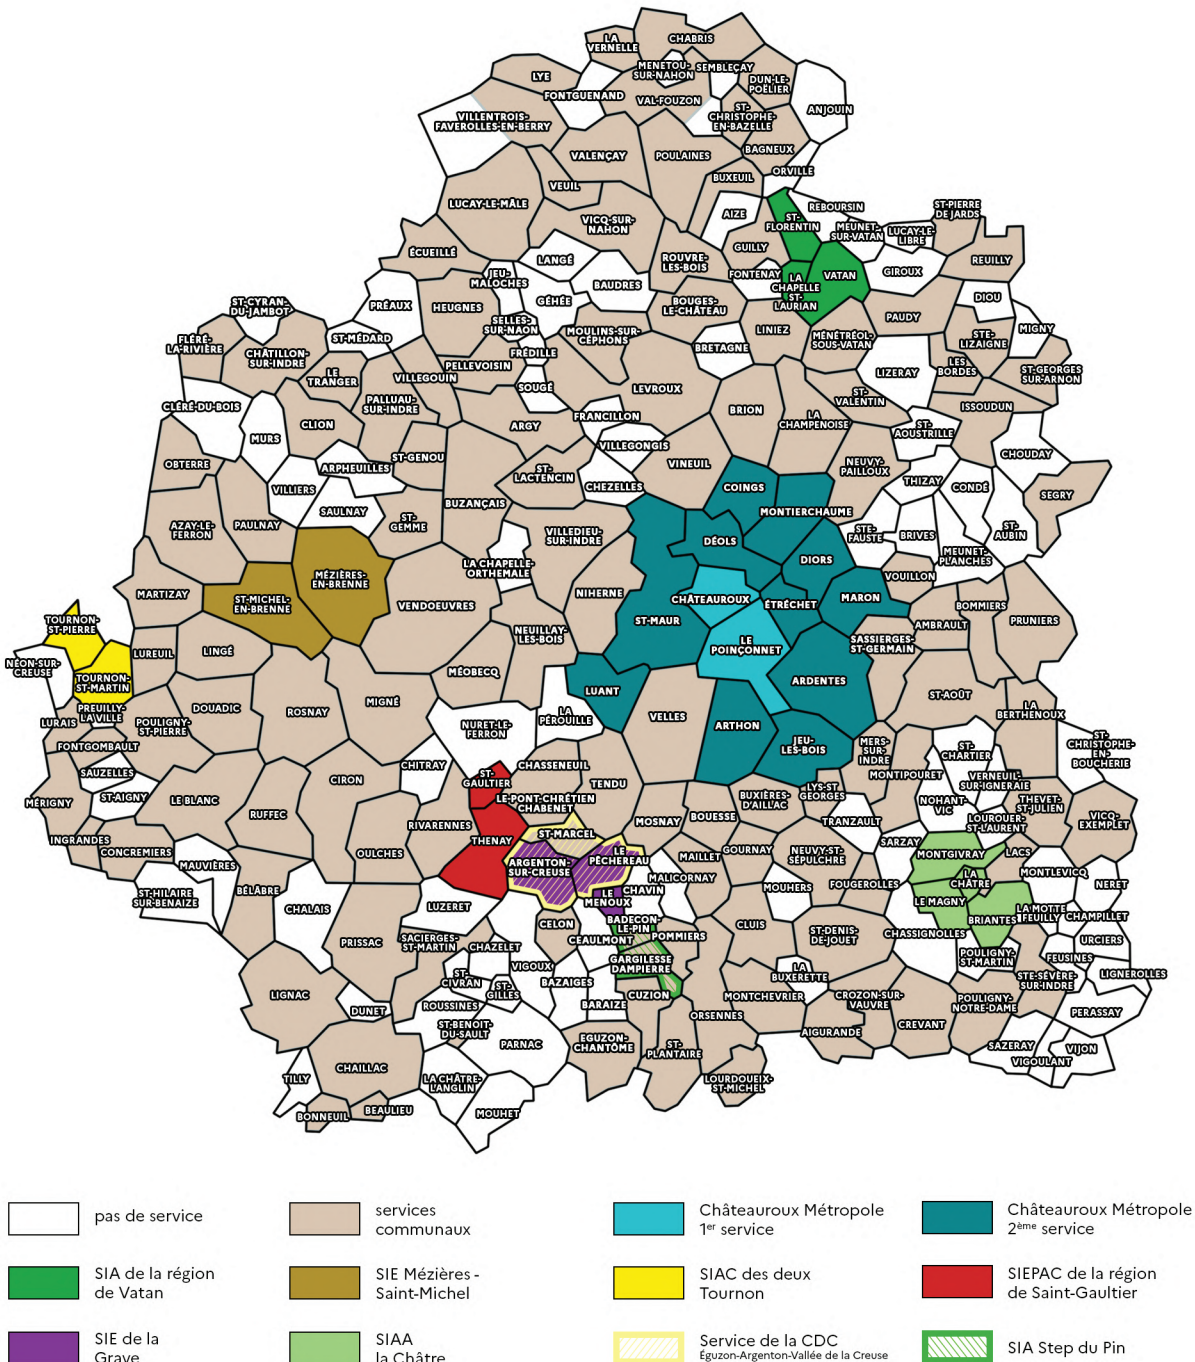 LA
VERNELLE
CHABRIS
MENETOU-
SUR-NAHON
SEMBLEÇAY
DUN-LE-
POËLIER
LYE
FONTGUENAND
VAL-FOUZON
ANJOUIN
VILLENTROIS-
FAVEROLLES-EN-BERRY
ST-
CHRISTOPHE-
EN-BAZELLE
VALENÇAY
POULAINES
BAGNEUX
BUXEUIL
ORVILLE
VEUIL
LUCAY-LE-MÂLE
VICQ-SUR-
NAHON
AIZE
ST-
FLORENTIN
REBOURSIN
MEUNET-
SUR-VATAN
LUCAY-LE-
LIBRE
ST-PIERRE
DE JARDS
ÉCUEILLÉ
LANGÉ
ROUVRE-
LES-BOIS
GUILLY
FONTENAY
VATAN
GIROUX
REUILLY
JEU-
MALOCHES
GÉHÉE
BAUDRES
LA
CHAPELLE
ST-
LAURIAN
DIOU
PRÉAUX
HEUGNES
BOUGES-
LE-CHÂTEAU
PAUDY
ST-CYRAN-
DU-JAMBOT
SELLES-
SUR-NAON
MOULINS-SUR-
CÉPHONS
LINIEZ
MÉNÉTRÉOL-
SOUS-VATAN
STE-
LIZAIGNE
MIGNY
FLÉRÉ-
LA-RIVIÈRE
ST-MÉDARD
FRÉDILLE
BRETAGNE
CHÂTILLON-
SUR-INDRE
PELLEVOISIN
LIZERAY
LES
BORDES
ST-GEORGES
SUR-ARNON
LE
TRANGER
VILLEGOUIN
SOUGÉ
LEVROUX
CLÉRÉ-DU-BOIS
PALLUAU-
SUR-INDRE
ST-
VALENTIN
ISSOUDUN
MURS
CLION
ARGY
FRANCILLON
BRION
LA
CHAMPENOISE
ST-
AOUSTRILLE
VILLEGONGIS
CHOUDAY
OBTERRE
ARPHEUILLES
ST-GENOU
ST-
LACTENCIN
VINEUIL
NEUVY-
PAILLOUX
VILLIERS
CHEZELLES
COINGS
THIZAY
CONDÉ
SEGRY
SAULNAY
BUZANÇAIS
MONTIERCHAUME
AZAY-LE-
FERRON
PAULNAY
ST-
GEMME
VILLEDIEU-
SUR-INDRE
DÉOLS
STE-
FAUSTE
BRIVES
ST-
AUBIN
LA CHAPELLE-
ORTHEMALE
DIORS
MEUNET-
PLANCHES
MÉZIÈRES-
EN-BRENNE
VOUILLON
MARTIZAY
ST-MICHEL-
EN-BRENNE
VENDOEUVRES
NIHERNE
CHÂTEAUROUX
ÉTRÉCHET
MARON
BOMMIERS
TOURNON-
ST-PIERRE
ST-MAUR
AMBRAULT
PRUNIERS
NEUILLAY-
LES-BOIS
LE
POINÇONNET
SASSIERGES-
ST-GERMAIN
NÉON-SUR-
CREUSE
LUREUIL
LINGÉ
MÉOBECQ
TOURNON-
ST-MARTIN
LUANT
ARDENTES
ST-AOÛT
PREUILLY-
LA-VILLE
DOUADIC
ROSNAY
MIGNÉ
LA
PÉROUILLE
VELLES
LA
BERTHENOUX
LURAIS
POULIGNY-
ST-PIERRE
NURET-LE-
FERRON
ARTHON
JEU-
LES-BOIS
FONTGOMBAULT
MERS-
SUR-
INDRE
ST-
CHARTIER
ST-
CHRISTOPHE-
EN-
BOUCHERIE
SAUZELLES
CIRON
CHITRAY
ST-
GAULTIER
CHASSENEUIL
TENDU
MONTIPOURET
VERNEUIL-
SUR-IGNERAIE
MÉRIGNY
ST-AIGNY
LE BLANC
LE-PONT-CHRÉTIEN
CHABENET
BUXIÈRES-
D'AILLAC
LYS-ST
GEORGES
NOHANT-
VIC
THEVET-
ST-JULIEN
RUFFEC
RIVARENNES
MOSNAY
BOUESSE
TRANZAULT
LOUROUER-
ST-LAURENT
VICQ-
EXEMPLET
INGRANDES
THENAY
ST-MARCEL
SARZAY
CONCREMIERS
OULCHES
LE
PÊCHEREAU
MAILLET
GOURNAY
NEUVY-ST-
SÉPULCHRE
MONTGIVRAY
LACS
MAUVIÈRES
ARGENTON-
SUR-CREUSE
MALICORNAY
MONTLEVICQ
ST-HILAIRE
SUR-BENAIZE
BÉLÂBRE
CHAVIN
MOUHERS
FOUGEROLLES
LA
CHÂTRE
NERET
CHALAIS
LUZERET
LE
MENOUX
LE MAGNY
BRIANTES
LA MOTTE
FEUILLY
CHAMPILLET
CELON
BADECON-
LE-PIN
CLUIS
ST-DENIS-
DE-JOUET
CHASSIGNOLLES
PRISSAC
SACIERGES-
ST-MARTIN
CHAZELET
CEAULMONT
POMMIERS
URCIERS
VIGOUX
GARGILESSE
DAMPIERRE
LA
BUXERETTE
POULIGNY-
ST-MARTIN
FEUSINES
LIGNAC
ST-
CIVRAN
ST-
GILLES
BAZAIGES
STE-SÉVÈRE-
SUR-INDRE
LIGNEROLLES
DUNET
ROUSSINES
BARAIZE
CUZION
MONTCHEVRIER
CROZON-SUR-
VAUVRE
POULIGNY-
NOTRE-DAME
PERASSAY
ST-BENOIT-
DU-SAULT
ORSENNES
PARNAC
EGUZON-
CHANTÔME
ST-
PLANTAIRE
AIGURANDE
CREVANT
SAZERAY
VIJON
VIGOULANT
CHAILLAC
TILLY
LA CHÂTRE-
L'ANGLIN
LOURDOUEIX-
ST-MICHEL
BONNEUIL
BEAULIEU
MOUHET
pas de service
services
communaux
Châteauroux Métropole
1er service
Châteauroux Métropole
2ème service
SIA de la région
de Vatan
SIE Mézières -
Saint-Michel
SIAC des deux
Tournon
SIEPAC de la région
de Saint-Gaultier
SIE de la
Grave
SIAA
la Châtre
Service de la CDC
Éguzon-Argenton-Vallée de la Creuse
SIA Step du Pin